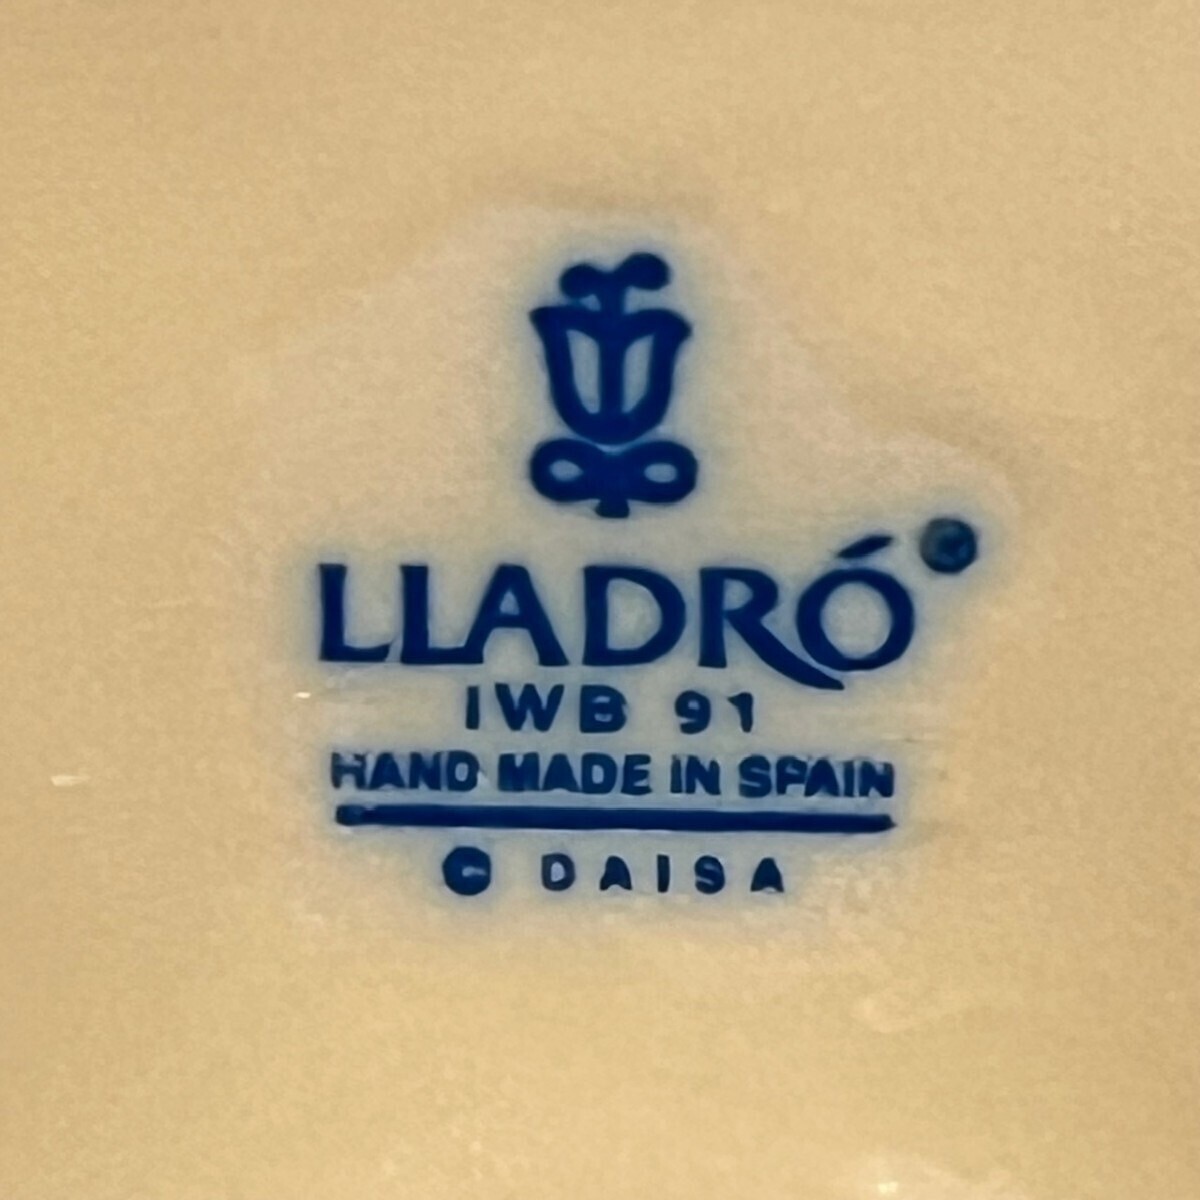 LLADRÓ
IWB 91
HAND MADE IN SPAIN
© DAISA